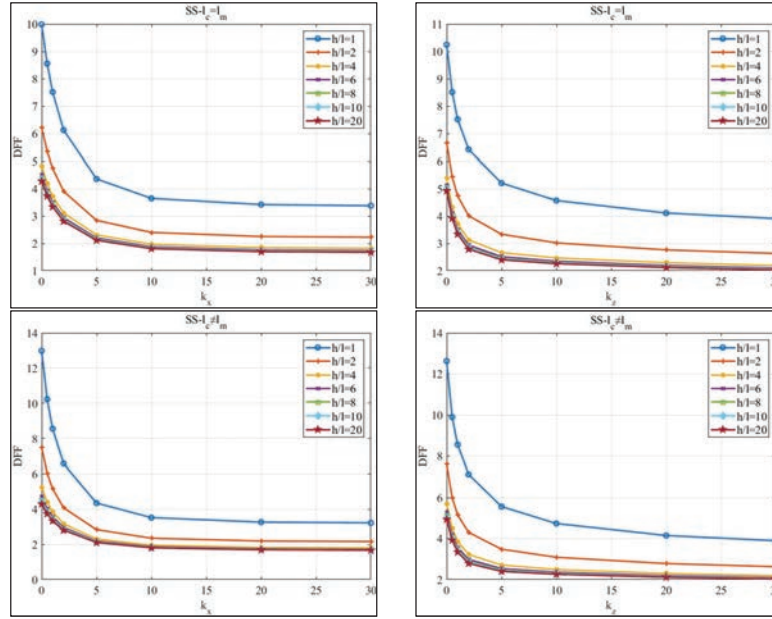 SS-l_c=l_m
10
9
8
7
6
5
4
3
2
1
DFF
0 5 10 15 20 25 30
k_x
h/l=1
h/l=2
h/l=4
h/l=6
h/l=8
h/l=10
h/l=20
SS-l_c=l_m
11
10
9
8
7
6
5
4
3
2
DFF
0 5 10 15 20 25
k_z
h/l=1
h/l=2
h/l=4
h/l=6
h/l=8
h/l=10
h/l=20
SS-l_c≠l_m
14
12
10
8
6
4
2
0
DFF
0 5 10 15 20 25 30
k_x
h/l=1
h/l=2
h/l=4
h/l=6
h/l=8
h/l=10
h/l=20
SS-l_c≠l_m
14
12
10
8
6
4
2
DFF
0 5 10 15 20 25
k_z
h/l=1
h/l=2
h/l=4
h/l=6
h/l=8
h/l=10
h/l=20